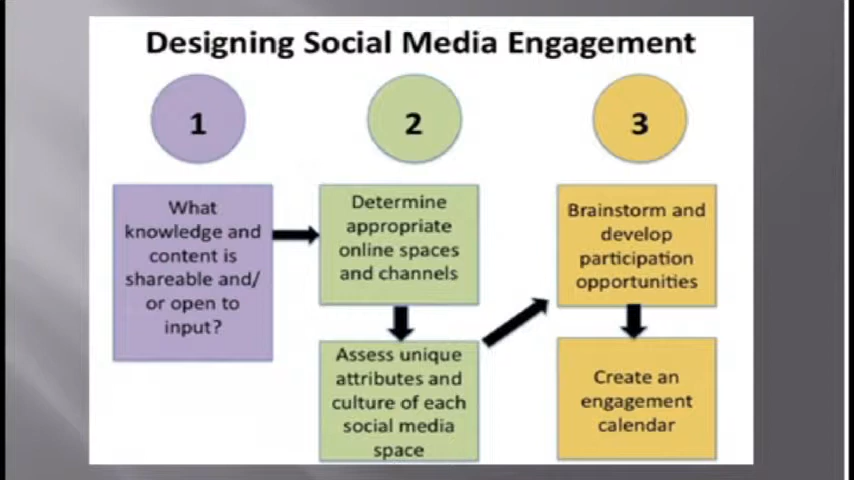 Designing Social Media Engagement
1
2
3
What
knowledge and
content is
shareable and/
or open to
input?
Determine
appropriate
online spaces
and channels
Assess unique
attributes and
culture of each
social media
space
Brainstorm and
develop
participation
opportunities
Create an
engagement
calendar